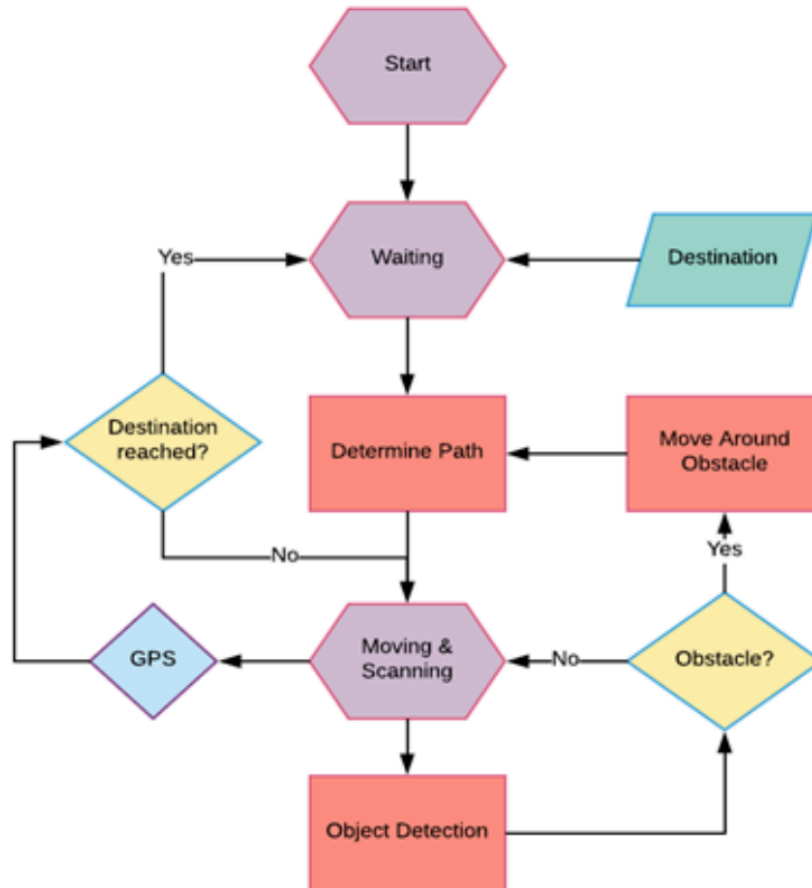 Start
Yes
Waiting
Destination
Destination
reached?
Determine Path
Move Around
Obstacle
No
Yes
GPS
Moving &
Scanning
No
Obstacle?
Object Detection